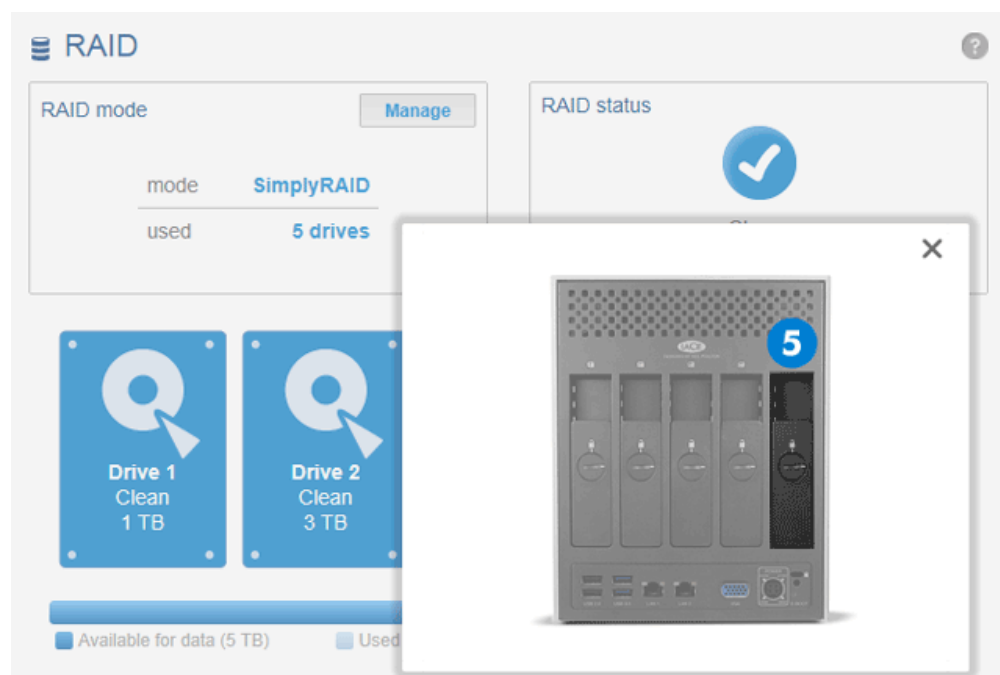 RAID
?
RAID mode
Manage
mode SimplyRAID
used 5 drives
RAID status
5
LACIE
Drive 1
Clean
1 TB
Drive 2
Clean
3 TB
Available for data (5 TB)
Used